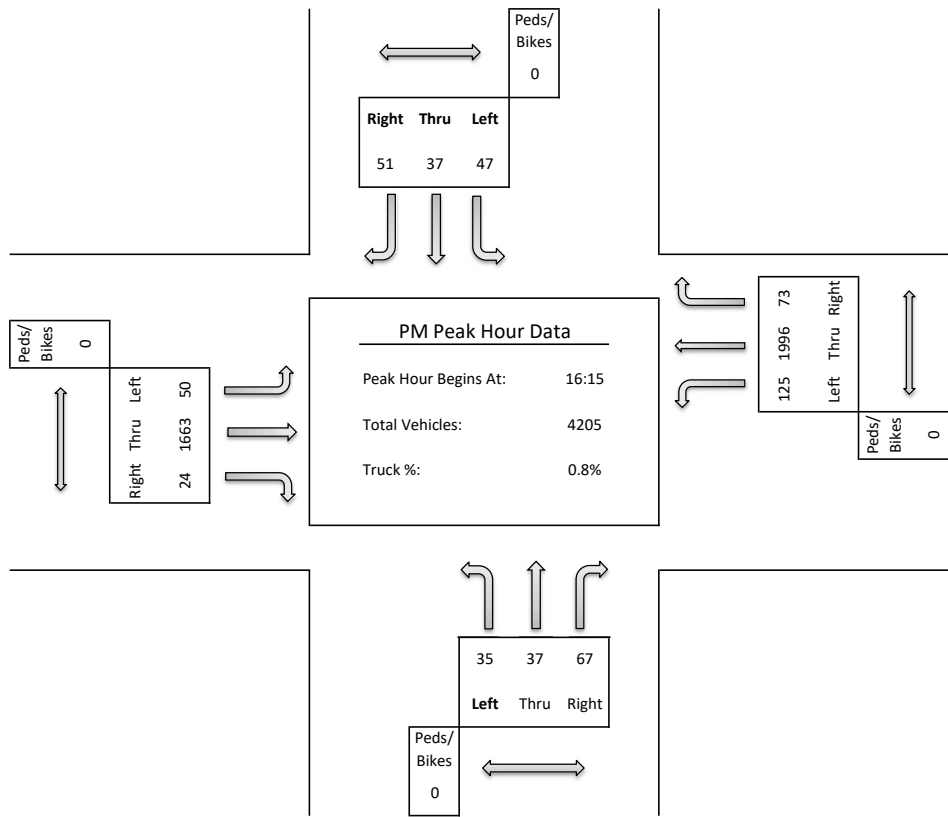 Peds/
Bikes
0
Right Thru Left
51 37 47
Peds/
Bikes
0
Left 50
Thru 1663
Right 24
PM Peak Hour Data
Peak Hour Begins At: 16:15
Total Vehicles: 4205
Truck %: 0.8%
73 Right
1996 Thru
125 Left
Peds/
Bikes
0
35 37 67
Left Thru Right
Peds/
Bikes
0